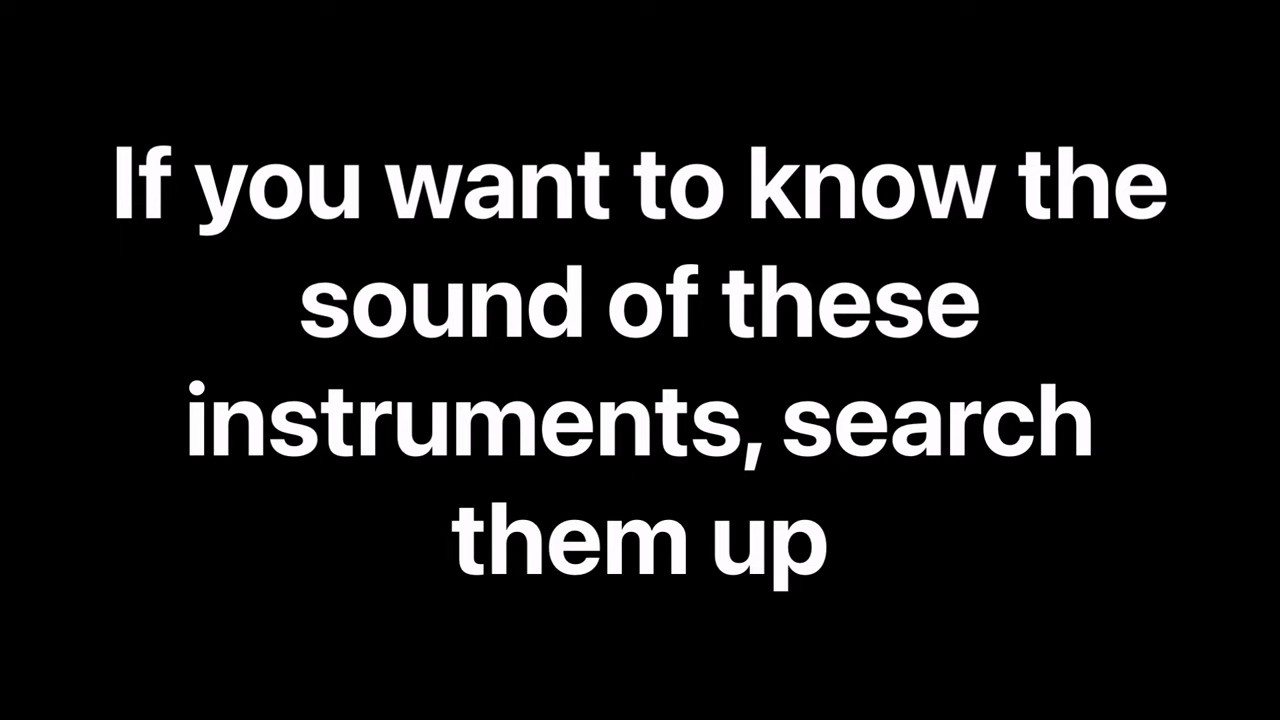 If you want to know the
sound of these
instruments, search
them up